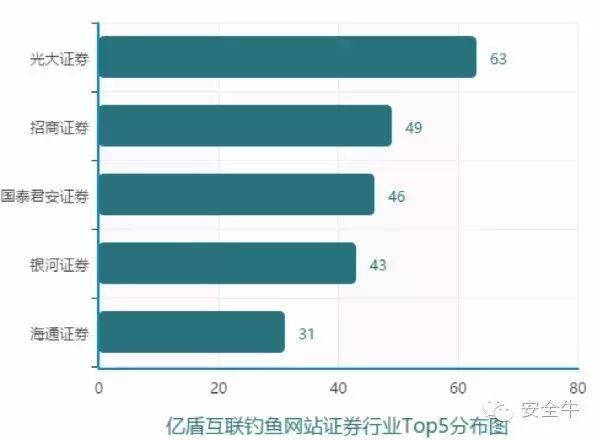 光大证券 63
招商证券 49
国泰君安证券 46
银河证券 43
海通证券 31
0 20 40 60 80
亿盾互联钓鱼网站证券行业Top5分布图
安全牛